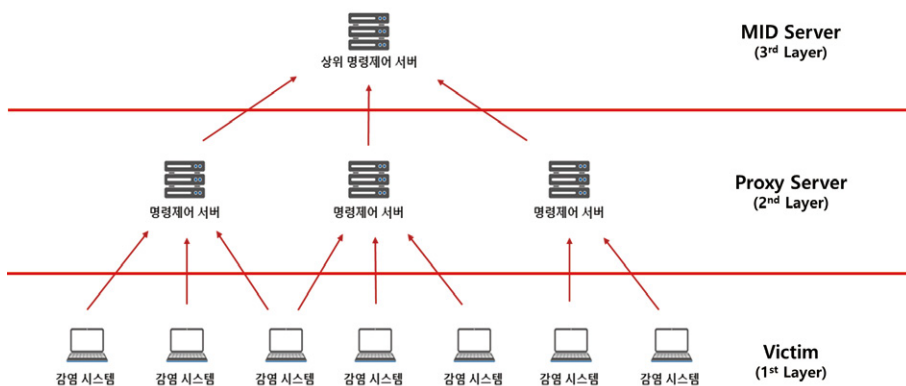 MID Server
(3rd Layer)
상위 명령제어 서버
Proxy Server
(2nd Layer)
명령제어 서버
명령제어 서버
명령제어 서버
Victim
(1st Layer)
감염 시스템
감염 시스템
감염 시스템
감염 시스템
감염 시스템
감염 시스템
감염 시스템